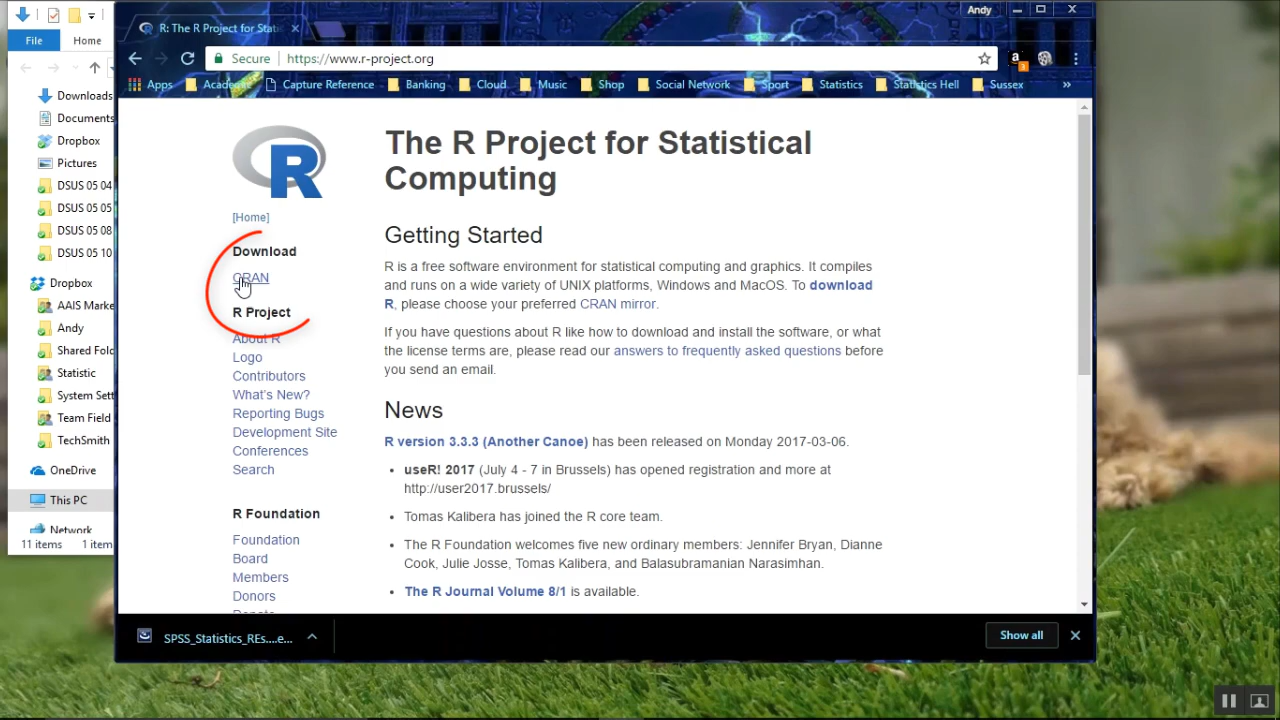 File
Home
Downloads
Documents
Dropbox
Pictures
DSUS 05 04
DSUS 05 05
DSUS 05 08
DSUS 05 10
Dropbox
AAIS Marke
Andy
Shared Fold
Statistic
System Sett
Team Field
TechSmith
OneDrive
This PC
Network
11 items 1 item
R: The R Project for Stati
Andy
Secure https://www.r-project.org
Apps Academic Capture Reference Banking Cloud Music Shop Social Network Sport Statistics Statistics Hell Sussex »
R
[Home]
Download
CRAN
R Project
About R
Logo
Contributors
What's New?
Reporting Bugs
Development Site
Conferences
Search
R Foundation
Foundation
Board
Members
Donors
Donate
The R Project for Statistical
Computing
Getting Started
R is a free software environment for statistical computing and graphics. It compiles
and runs on a wide variety of UNIX platforms, Windows and MacOS. To download
R, please choose your preferred CRAN mirror.
If you have questions about R like how to download and install the software, or what
the license terms are, please read our answers to frequently asked questions before
you send an email.
News
R version 3.3.3 (Another Canoe) has been released on Monday 2017-03-06.
• useR! 2017 (July 4 - 7 in Brussels) has opened registration and more at
http://user2017.brussels/
• Tomas Kalibera has joined the R core team.
• The R Foundation welcomes five new ordinary members: Jennifer Bryan, Dianne
Cook, Julie Josse, Tomas Kalibera, and Balasubramanian Narasimhan.
• The R Journal Volume 8/1 is available.
SPSS_Statistics_REs....e...
Show all